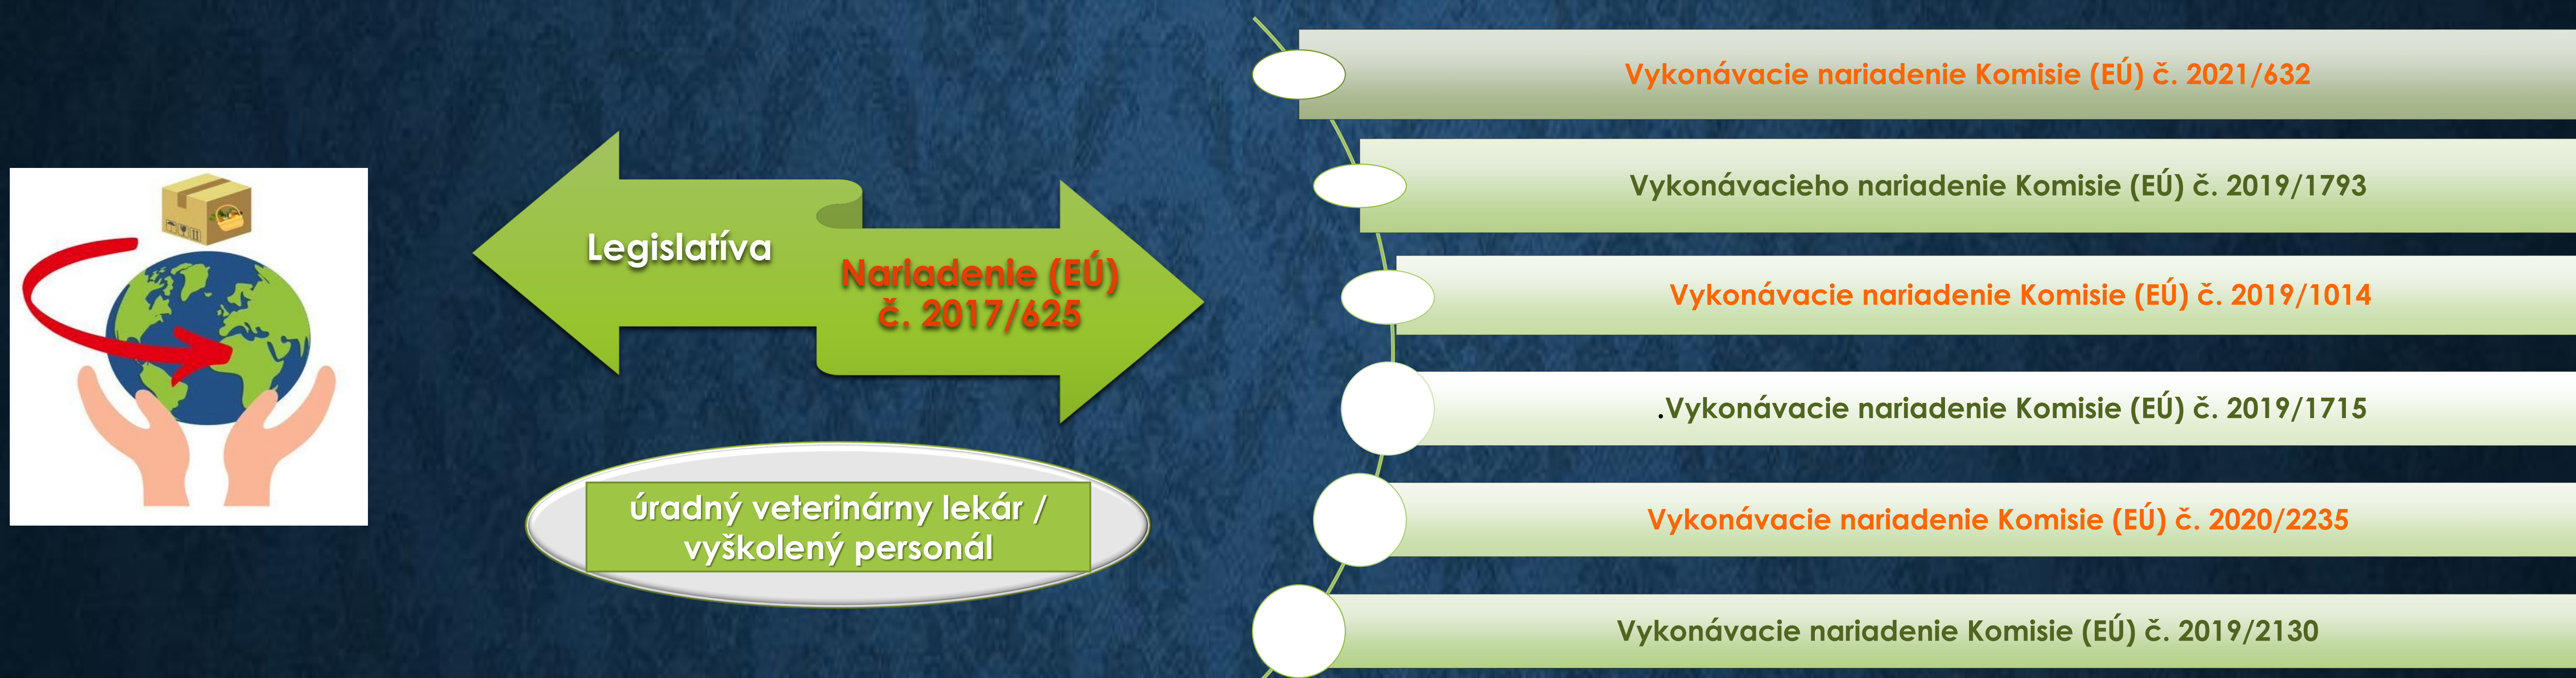 Legislatíva
Nariadenie (EÚ)
č. 2017/625
úradný veterinárny lekár /
vyškolený personál
Vykonávacie nariadenie Komisie (EÚ) č. 2021/632
Vykonávacieho nariadenie Komisie (EÚ) č. 2019/1793
Vykonávacie nariadenie Komisie (EÚ) č. 2019/1014
.Vykonávacie nariadenie Komisie (EÚ) č. 2019/1715
Vykonávacie nariadenie Komisie (EÚ) č. 2020/2235
Vykonávacie nariadenie Komisie (EÚ) č. 2019/2130